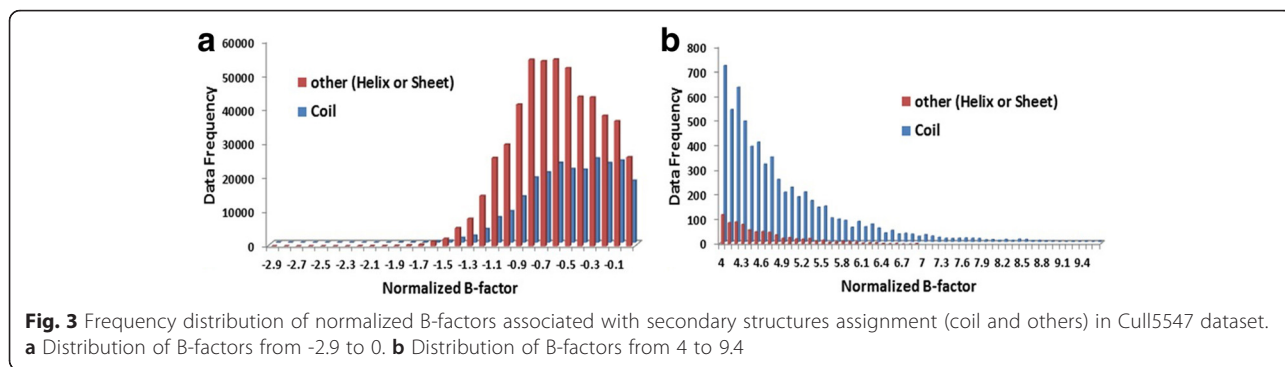 a
60000
50000
40000
30000
20000
10000
0
Data Frequency
other (Helix or Sheet)
Coil
-2.9 -2.7 -2.5 -2.3 -2.1 -1.9 -1.7 -1.5 -1.3 -1.1 -0.9 -0.7 -0.5 -0.3 -0.1
Normalized B-factor
b
800
700
600
500
400
300
200
100
0
Data Frequency
other (Helix or Sheet)
Coil
4 4.3 4.6 4.9 5.2 5.5 5.8 6.1 6.4 6.7 7 7.3 7.6 7.9 8.2 8.5 8.8 9.1 9.4
Normalized B-factor
Fig. 3 Frequency distribution of normalized B-factors associated with secondary structures assignment (coil and others) in Cull5547 dataset.
a Distribution of B-factors from -2.9 to 0. b Distribution of B-factors from 4 to 9.4